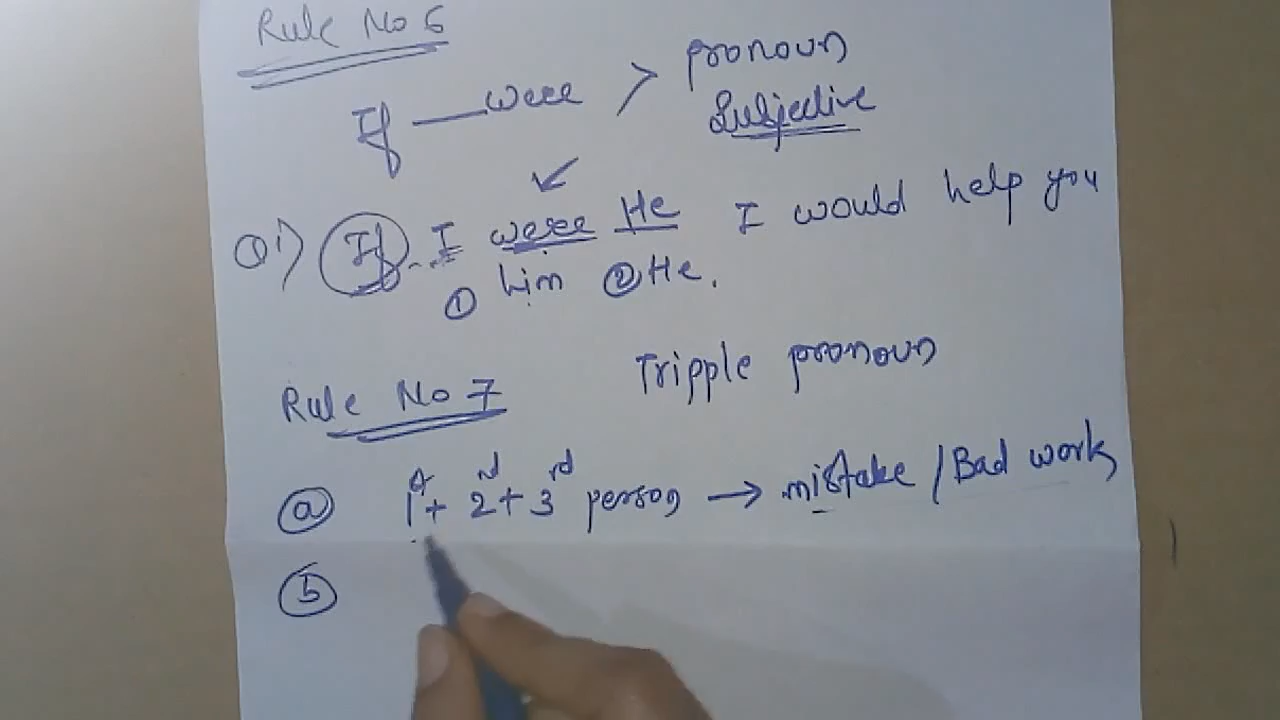 Rule No 6
If ___ were > pronoun
Subjective
Q1) If I were He I would help you
① him ② He.
Rule No 7 Tripple pronoun
ⓐ 1st + 2nd + 3rd person → mistake / Bad work
ⓑ